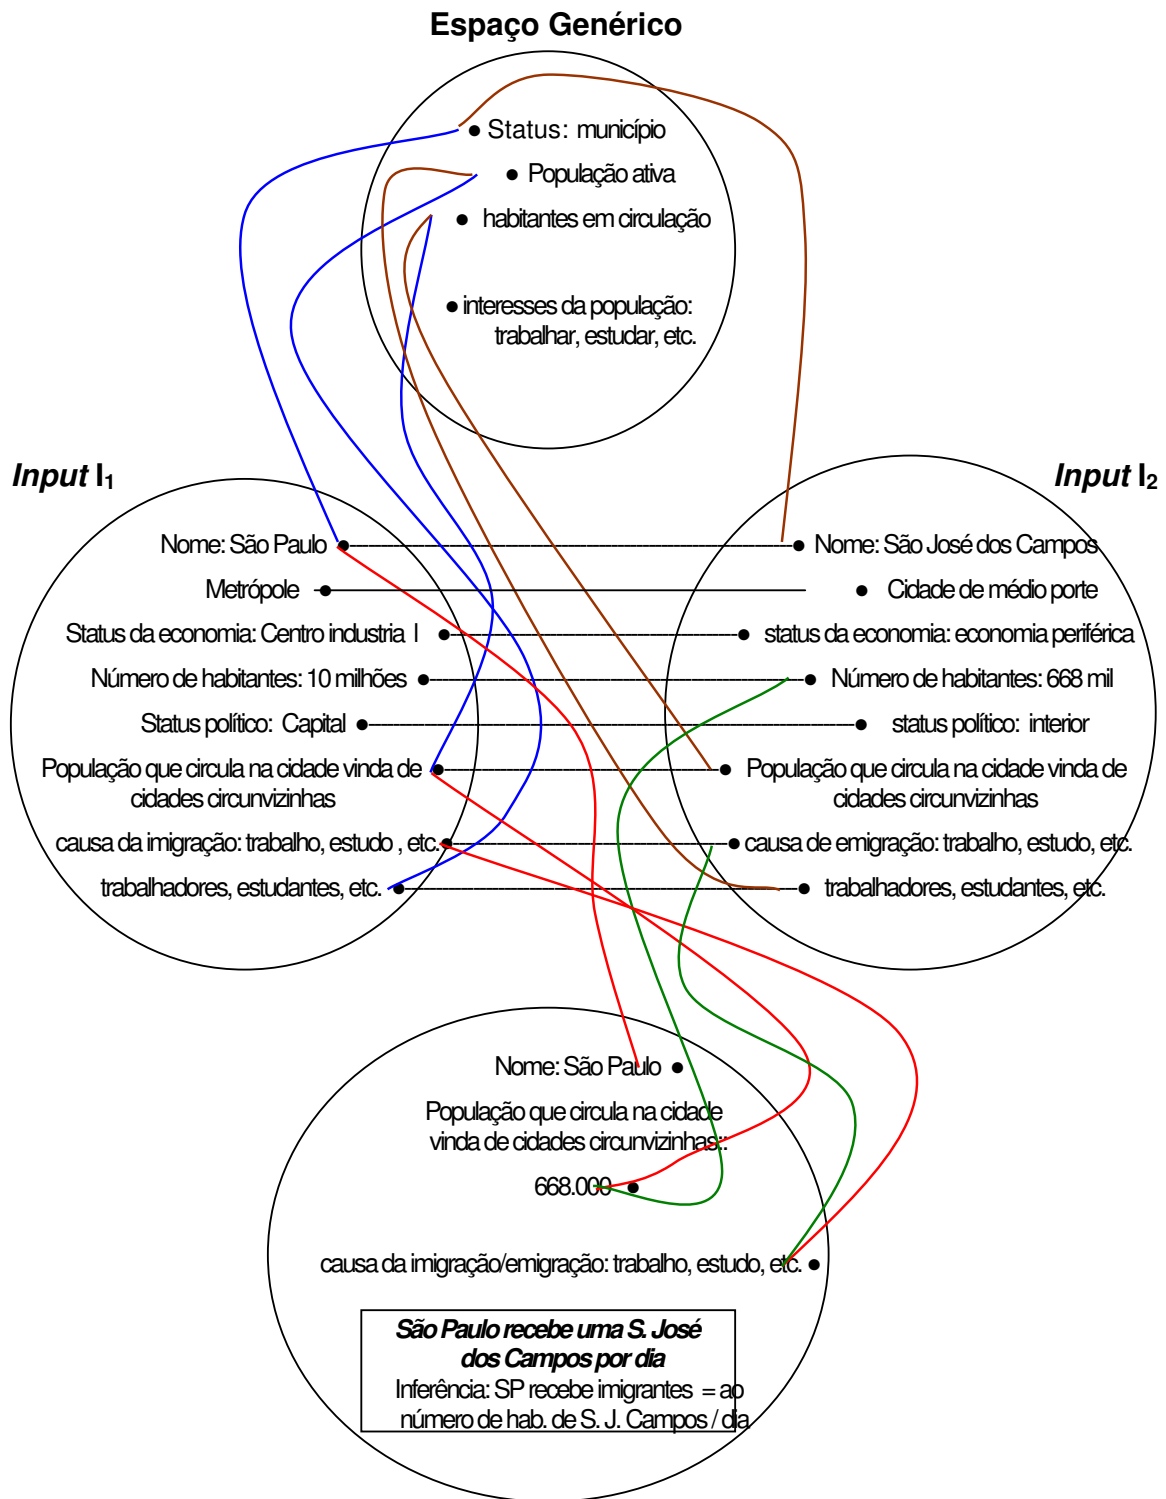 Espaço Genérico
● Status: município
● População ativa
● habitantes em circulação
● interesses da população:
trabalhar, estudar, etc.
Input I₁
Nome: São Paulo ●
Metrópole ●
Status da economia: Centro industria l ●
Número de habitantes: 10 milhões ●
Status político: Capital ●
População que circula na cidade vinda de ●
cidades circunvizinhas
causa da imigração: trabalho, estudo , etc. ●
trabalhadores, estudantes, etc. ●
Input I₂
● Nome: São José dos Campos
● Cidade de médio porte
● status da economia: economia periférica
● Número de habitantes: 668 mil
● status político: interior
● População que circula na cidade vinda de
cidades circunvizinhas
● causa de emigração: trabalho, estudo, etc.
● trabalhadores, estudantes, etc.
Nome: São Paulo ●
População que circula na cidade
vinda de cidades circunvizinhas::
668.000 ●
causa da imigração/emigração: trabalho, estudo, etc. ●
São Paulo recebe uma S. José
dos Campos por dia
Inferência: SP recebe imigrantes = ao
número de hab. de S. J. Campos / dia